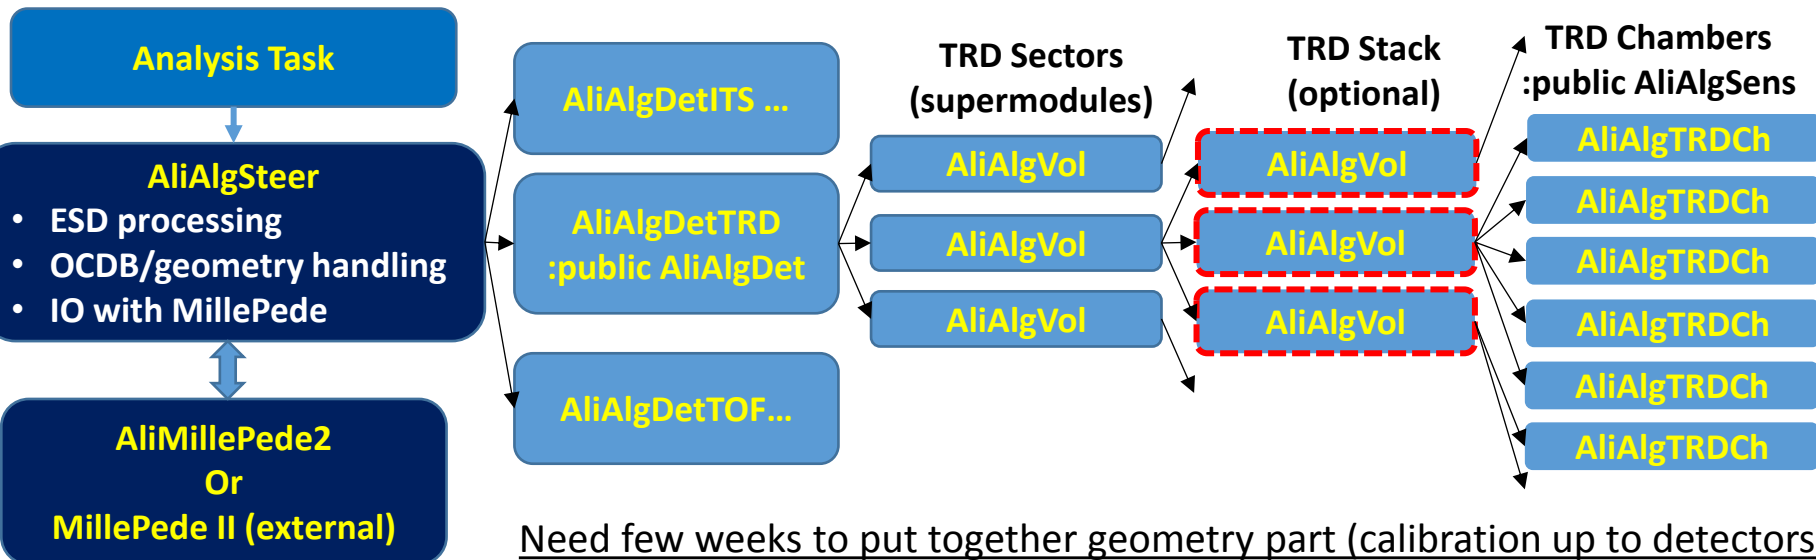 Analysis Task
AliAlgSteer
• ESD processing
• OCDB/geometry handling
• IO with MillePede
AliMillePede2
Or
MillePede II (external)
AliAlgDetITS ...
AliAlgDetTRD
:public AliAlgDet
AliAlgDetTOF...
TRD Sectors
(supermodules)
AliAlgVol
AliAlgVol
AliAlgVol
TRD Stack
(optional)
AliAlgVol
AliAlgVol
AliAlgVol
TRD Chambers
:public AliAlgSens
AliAlgTRDCh
AliAlgTRDCh
AliAlgTRDCh
AliAlgTRDCh
AliAlgTRDCh
AliAlgTRDCh
Need few weeks to put together geometry part (calibration up to detectors